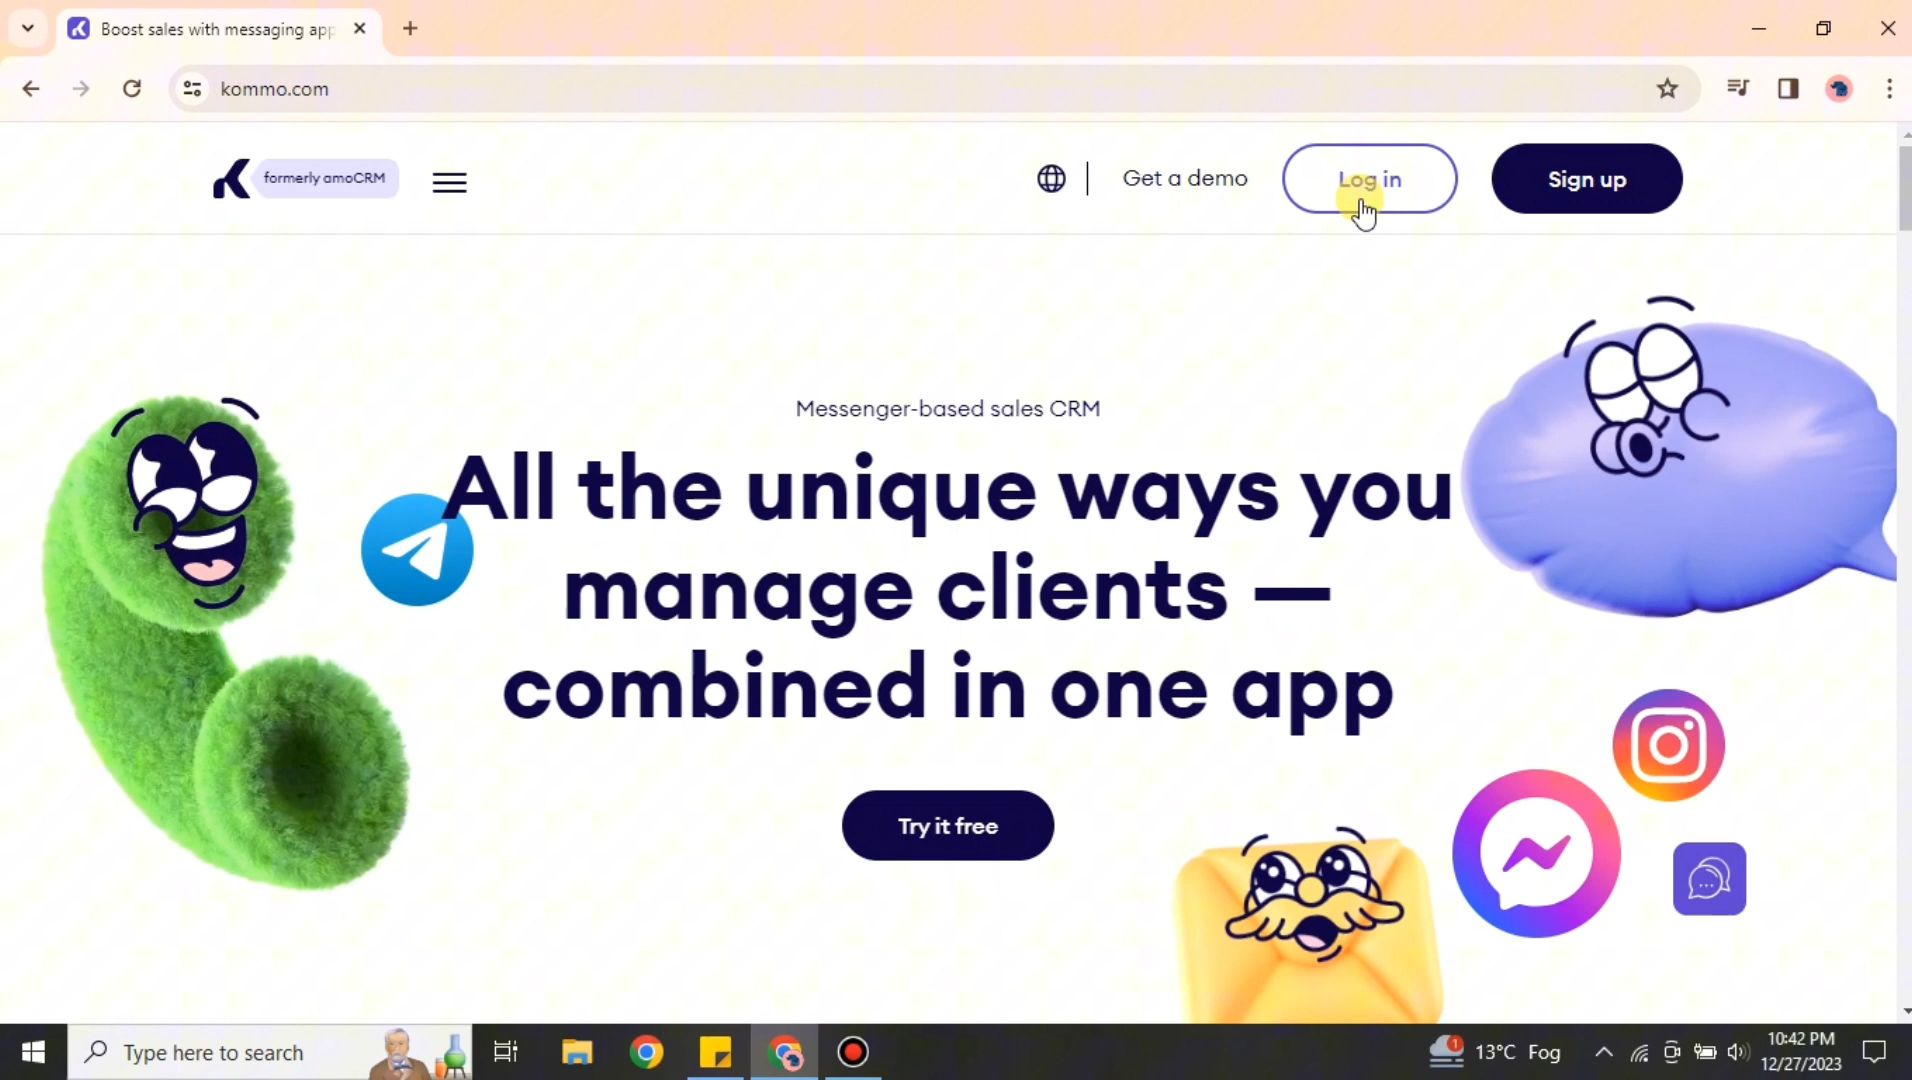 Boost sales with messaging app
kommo.com
formerly amoCRM
Get a demo
Log in
Sign up
Messenger-based sales CRM
All the unique ways you
manage clients —
combined in one app
Try it free
Type here to search
1
13°C Fog
10:42 PM
12/27/2023